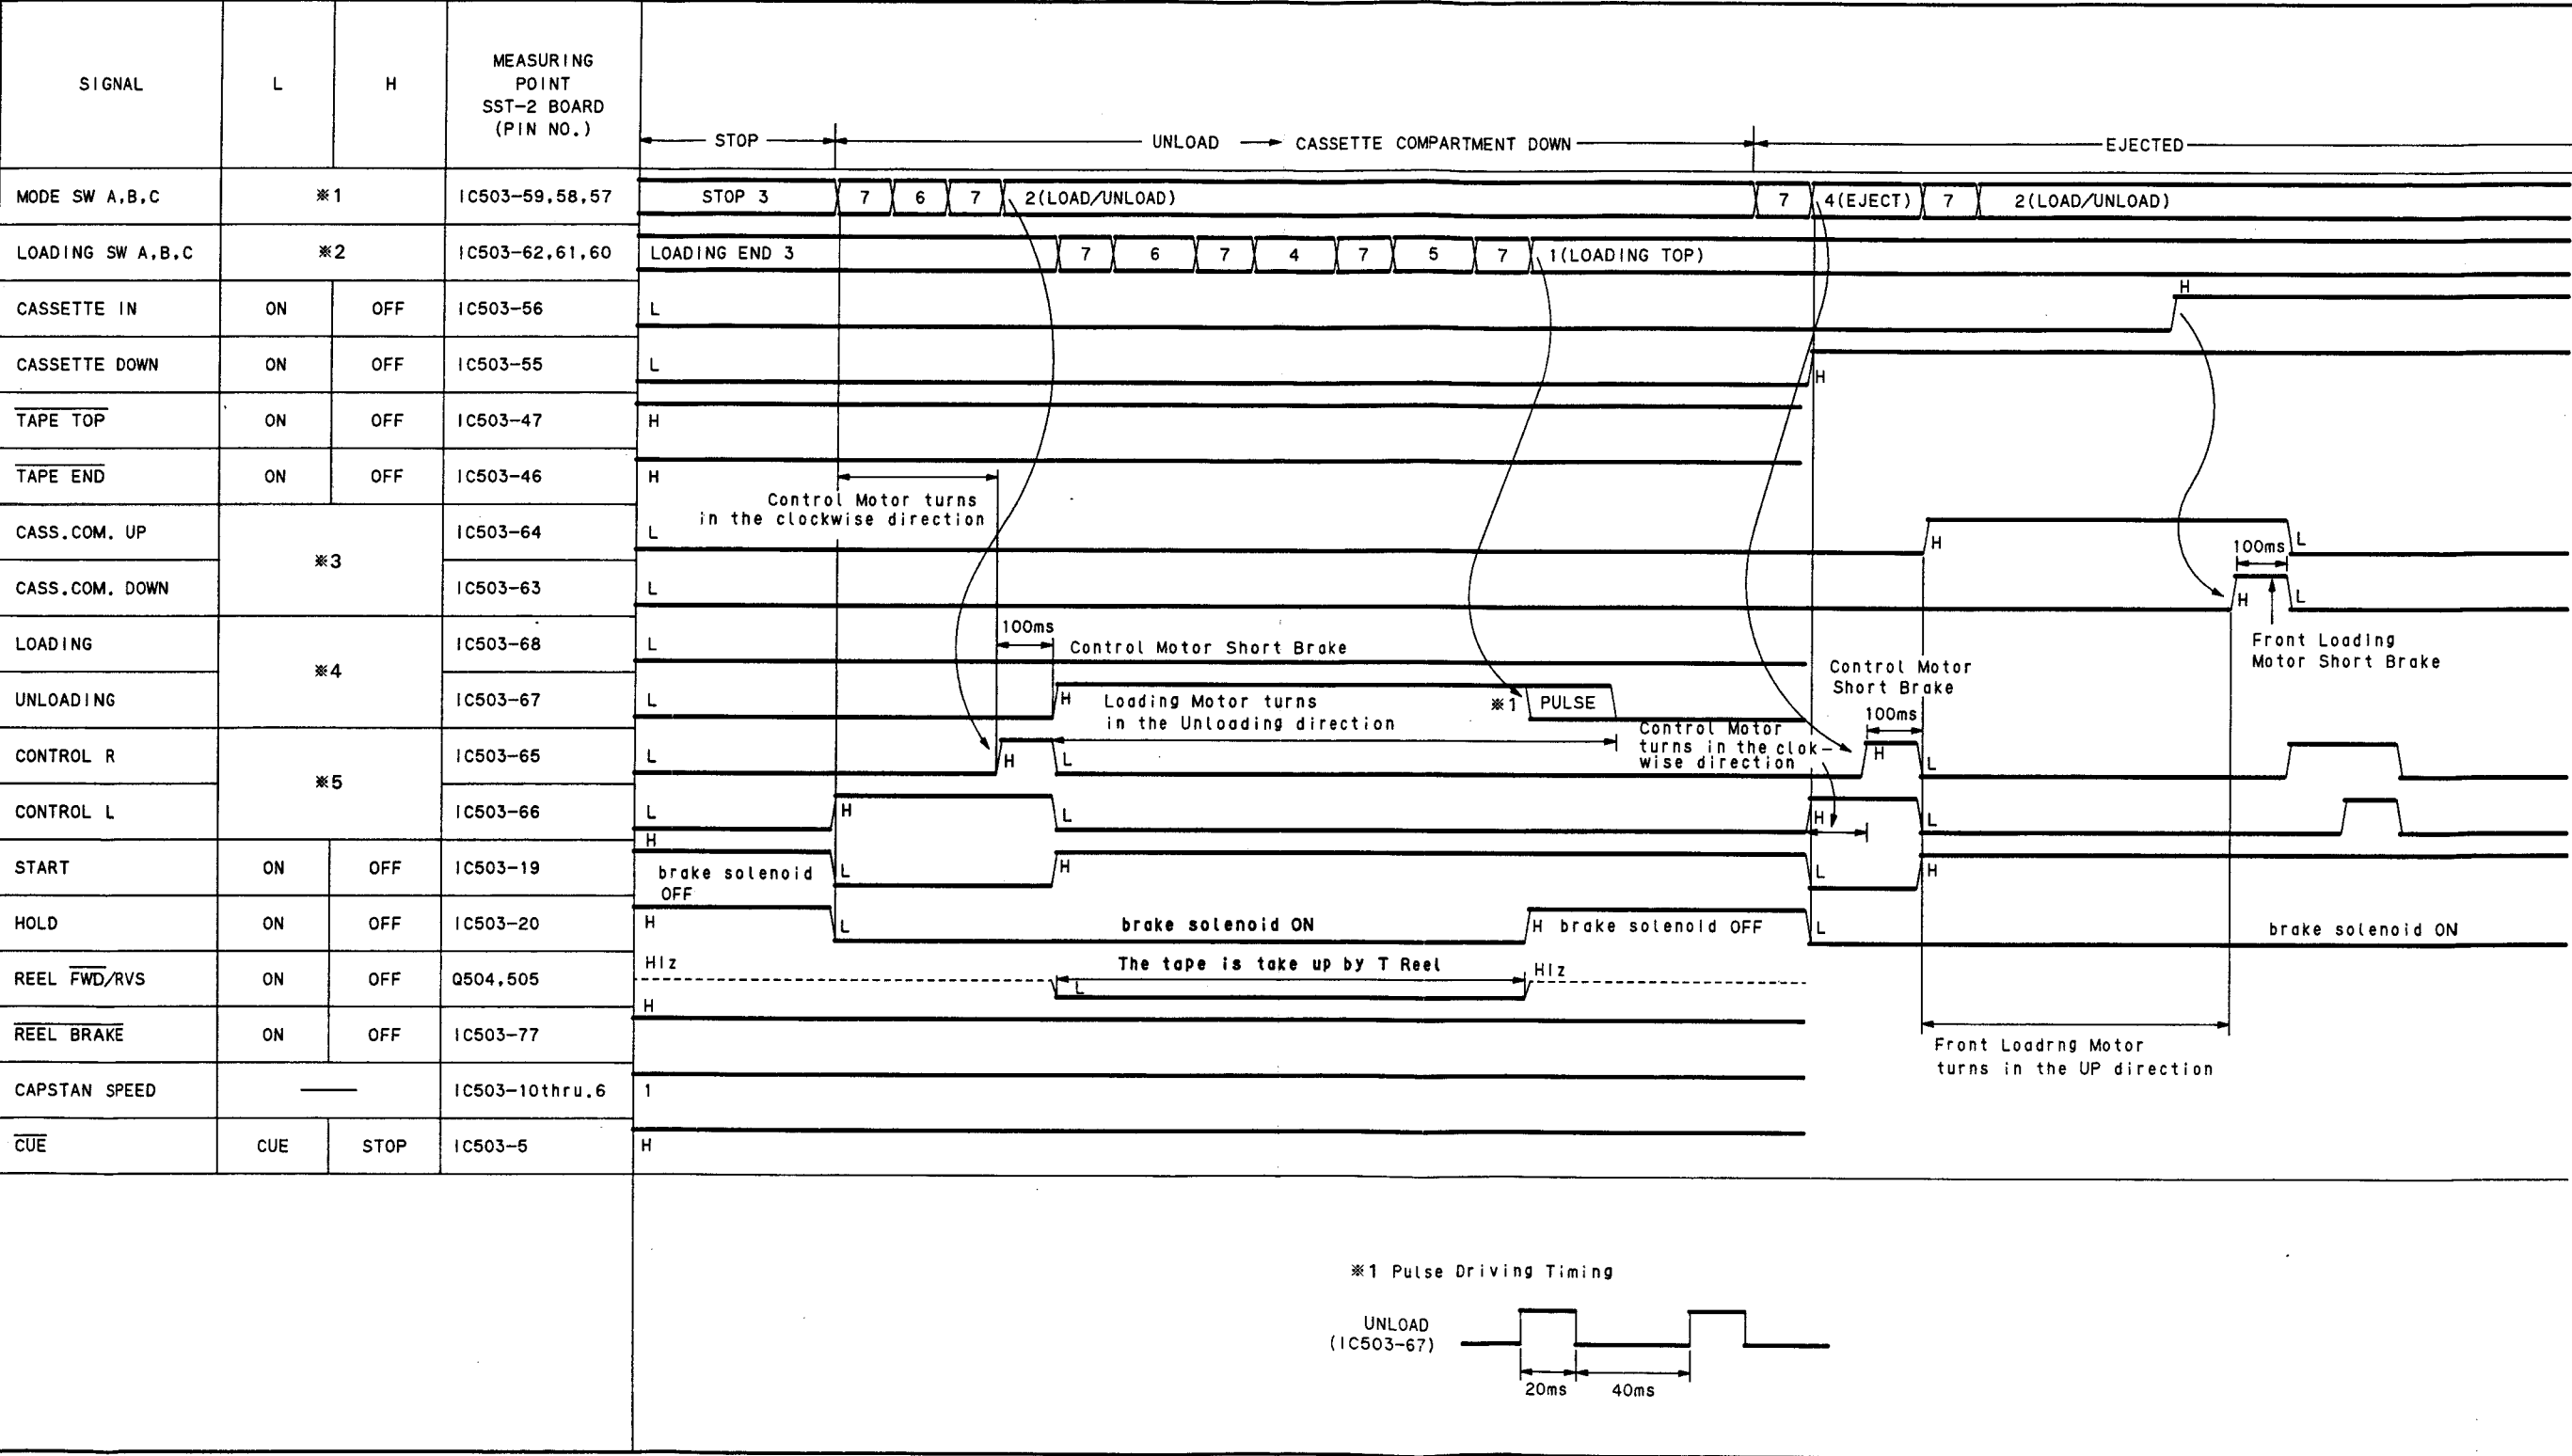 SIGNAL
L
H
MEASURING
POINT
SST-2 BOARD
(PIN NO.)
STOP
UNLOAD → CASSETTE COMPARTMENT DOWN
EJECTED
MODE SW A,B,C ※1 IC503-59,58,57 STOP 3 7 6 7 2(LOAD/UNLOAD) 7 4(EJECT) 7 2(LOAD/UNLOAD)
LOADING SW A,B,C ※2 IC503-62,61,60 LOADING END 3 7 6 7 4 7 5 7 1(LOADING TOP)
CASSETTE IN ON OFF IC503-56 L H
CASSETTE DOWN ON OFF IC503-55 L H
TAPE TOP ON OFF IC503-47 H
TAPE END ON OFF IC503-46 H
Control Motor turns
in the clockwise direction
CASS.COM. UP ※3 IC503-64 L H L
100ms
CASS.COM. DOWN IC503-63 L H L
Front Loading
Motor Short Brake
LOADING ※4 IC503-68 L
100ms
Control Motor Short Brake
UNLOADING IC503-67 L H Loading Motor turns
in the Unloading direction
※1 PULSE
Control Motor
Short Brake
100ms
Control Motor
turns in the clok-
wise direction
CONTROL R ※5 IC503-65 L H L H L
CONTROL L IC503-66 L H L H L
START ON OFF IC503-19 H L H L H
brake solenoid
OFF
HOLD ON OFF IC503-20 H L brake solenoid ON H brake solenoid OFF L brake solenoid ON
REEL FWD/RVS ON OFF Q504,505 HIz L The tape is take up by T Reel HIz
REEL BRAKE ON OFF IC503-77 H
Front Loadrng Motor
turns in the UP direction
CAPSTAN SPEED — IC503-10thru.6 1
CUE CUE STOP IC503-5 H
※1 Pulse Driving Timing
UNLOAD
(IC503-67)
20ms 40ms